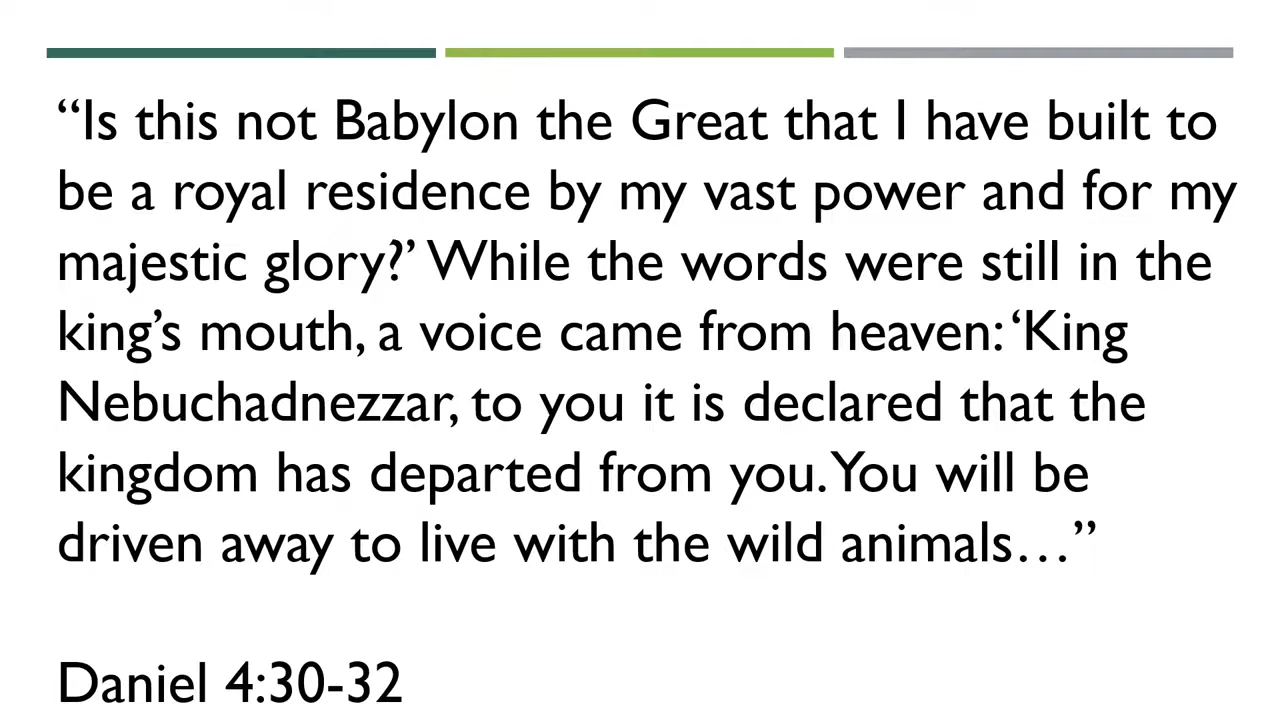 “Is this not Babylon the Great that I have built to
be a royal residence by my vast power and for my
majestic glory?’ While the words were still in the
king’s mouth, a voice came from heaven: ‘King
Nebuchadnezzar, to you it is declared that the
kingdom has departed from you. You will be
driven away to live with the wild animals…”
Daniel 4:30-32